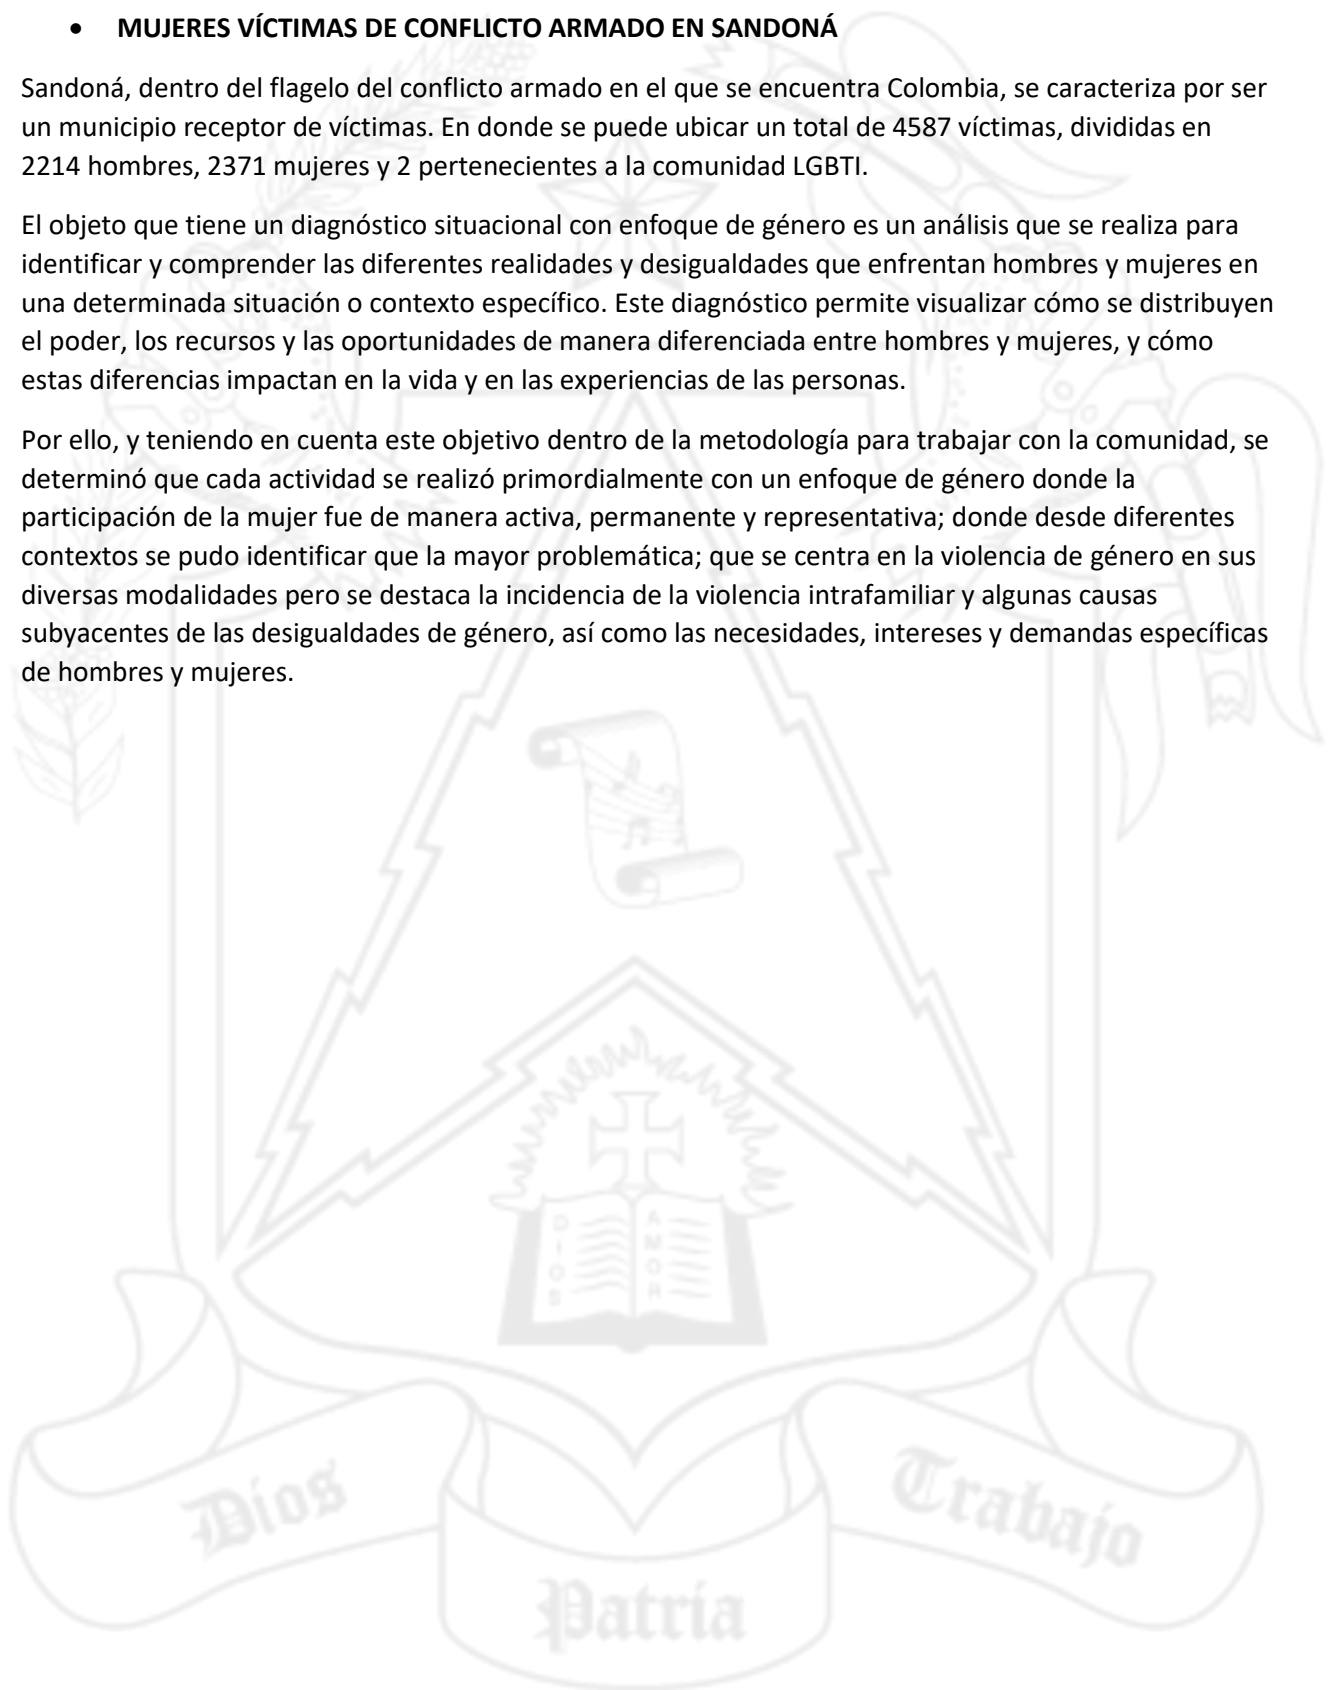 • MUJERES VÍCTIMAS DE CONFLICTO ARMADO EN SANDONÁ
Sandoná, dentro del flagelo del conflicto armado en el que se encuentra Colombia, se caracteriza por ser
un municipio receptor de víctimas. En donde se puede ubicar un total de 4587 víctimas, divididas en
2214 hombres, 2371 mujeres y 2 pertenecientes a la comunidad LGBTI.
El objeto que tiene un diagnóstico situacional con enfoque de género es un análisis que se realiza para
identificar y comprender las diferentes realidades y desigualdades que enfrentan hombres y mujeres en
una determinada situación o contexto específico. Este diagnóstico permite visualizar cómo se distribuyen
el poder, los recursos y las oportunidades de manera diferenciada entre hombres y mujeres, y cómo
estas diferencias impactan en la vida y en las experiencias de las personas.
Por ello, y teniendo en cuenta este objetivo dentro de la metodología para trabajar con la comunidad, se
determinó que cada actividad se realizó primordialmente con un enfoque de género donde la
participación de la mujer fue de manera activa, permanente y representativa; donde desde diferentes
contextos se pudo identificar que la mayor problemática; que se centra en la violencia de género en sus
diversas modalidades pero se destaca la incidencia de la violencia intrafamiliar y algunas causas
subyacentes de las desigualdades de género, así como las necesidades, intereses y demandas específicas
de hombres y mujeres.
DIOS
AMOR
Dios
Patria
Trabajo